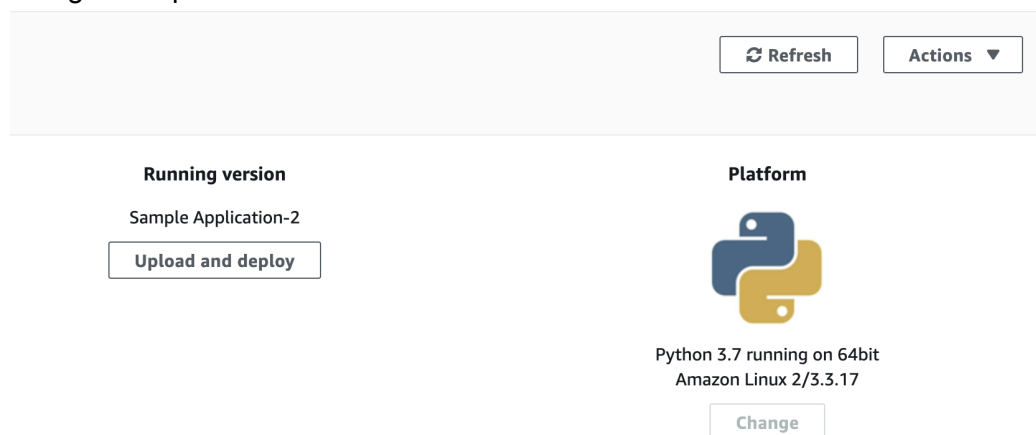 Refresh
Actions
Running version
Platform
Sample Application-2
Upload and deploy
Python 3.7 running on 64bit
Amazon Linux 2/3.3.17
Change